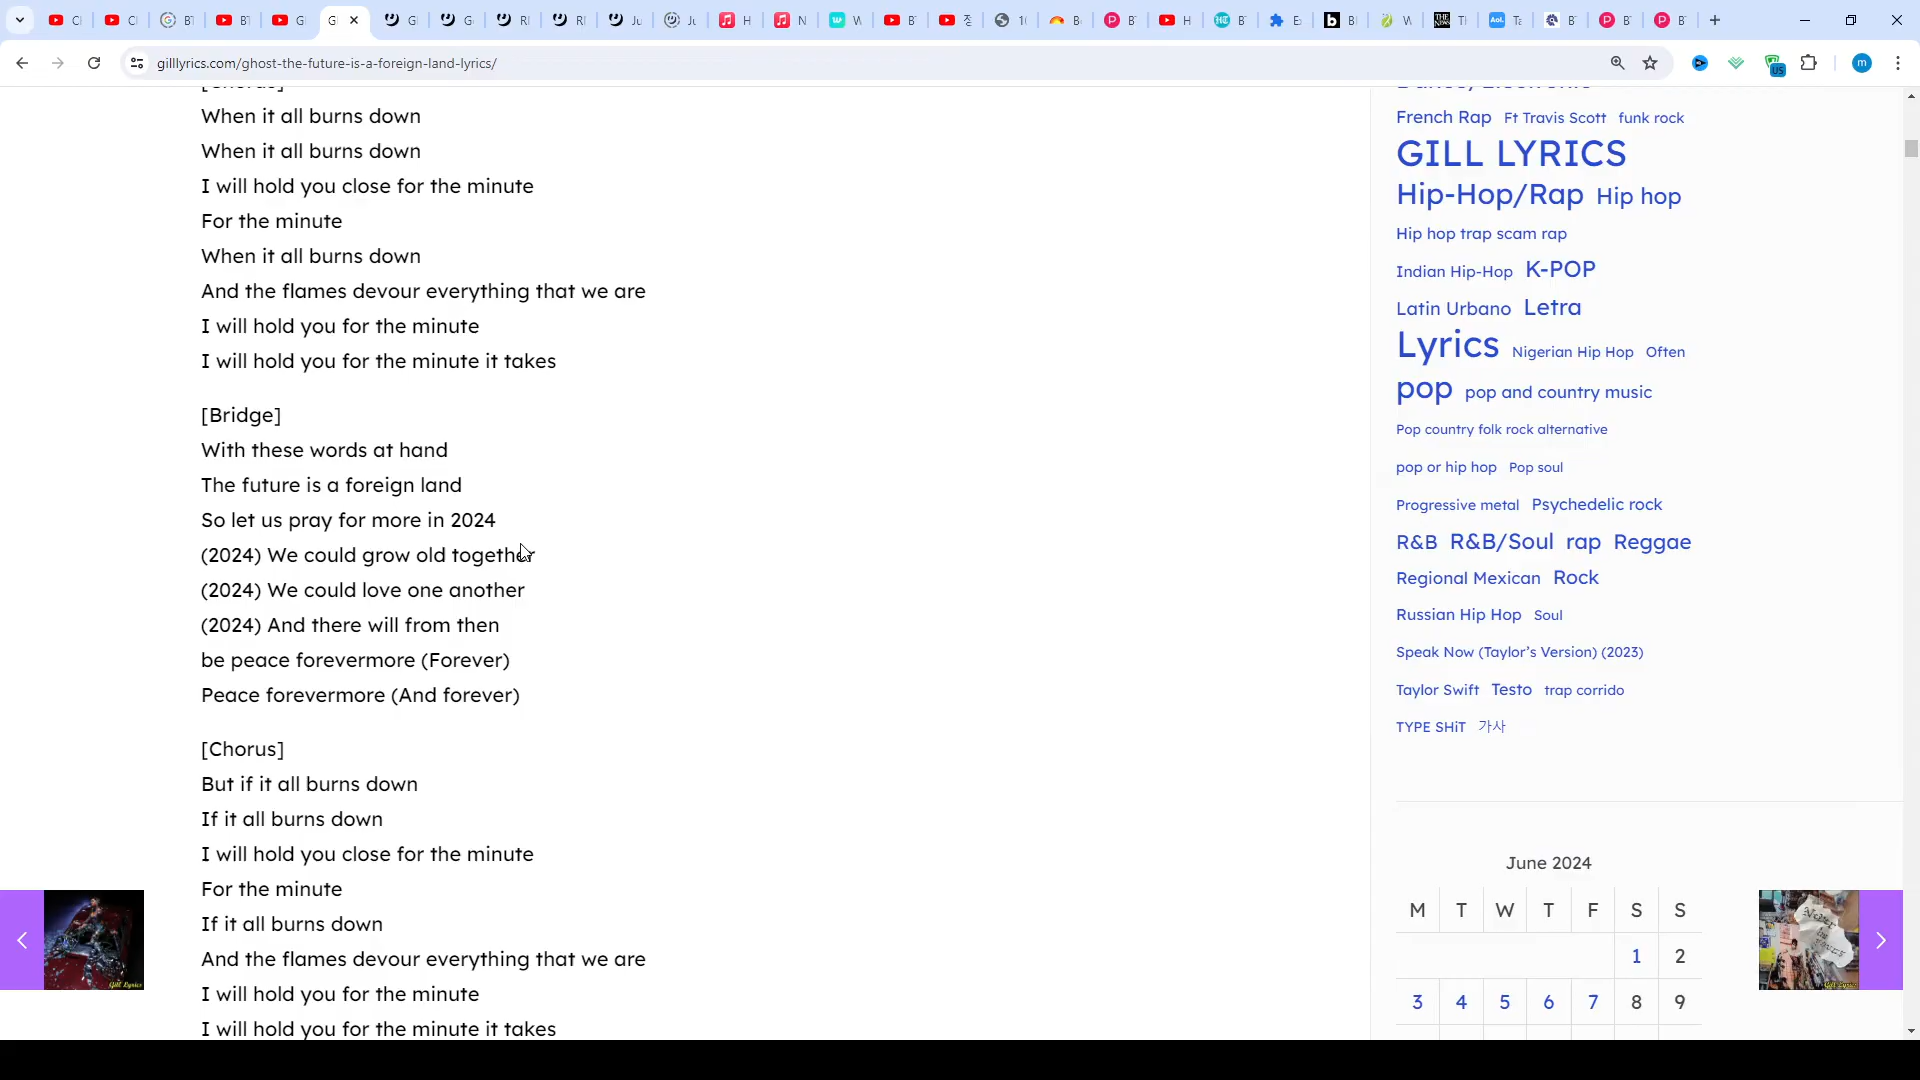 gilllyrics.com/ghost-the-future-is-a-foreign-land-lyrics/
US
m
[Chorus]
When it all burns down
When it all burns down
I will hold you close for the minute
For the minute
When it all burns down
And the flames devour everything that we are
I will hold you for the minute
I will hold you for the minute it takes
[Bridge]
With these words at hand
The future is a foreign land
So let us pray for more in 2024
(2024) We could grow old together
(2024) We could love one another
(2024) And there will from then
be peace forevermore (Forever)
Peace forevermore (And forever)
[Chorus]
But if it all burns down
If it all burns down
I will hold you close for the minute
For the minute
If it all burns down
And the flames devour everything that we are
I will hold you for the minute
I will hold you for the minute it takes
Dance/Electronic
French Rap Ft Travis Scott funk rock
GILL LYRICS
Hip-Hop/Rap Hip hop
Hip hop trap scam rap
Indian Hip-Hop K-POP
Latin Urbano Letra
Lyrics Nigerian Hip Hop Often
pop pop and country music
Pop country folk rock alternative
pop or hip hop Pop soul
Progressive metal Psychedelic rock
R&B R&B/Soul rap Reggae
Regional Mexican Rock
Russian Hip Hop Soul
Speak Now (Taylor's Version) (2023)
Taylor Swift Testo trap corrido
TYPE SHiT 가사
June 2024
M T W T F S S
1 2
3 4 5 6 7 8 9
Gill Lyrics